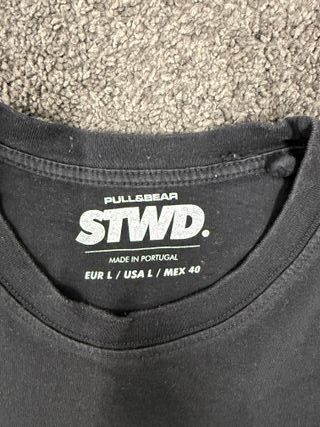 PULL&BEAR
STWD.
MADE IN PORTUGAL
EUR L / USA L / MEX 40